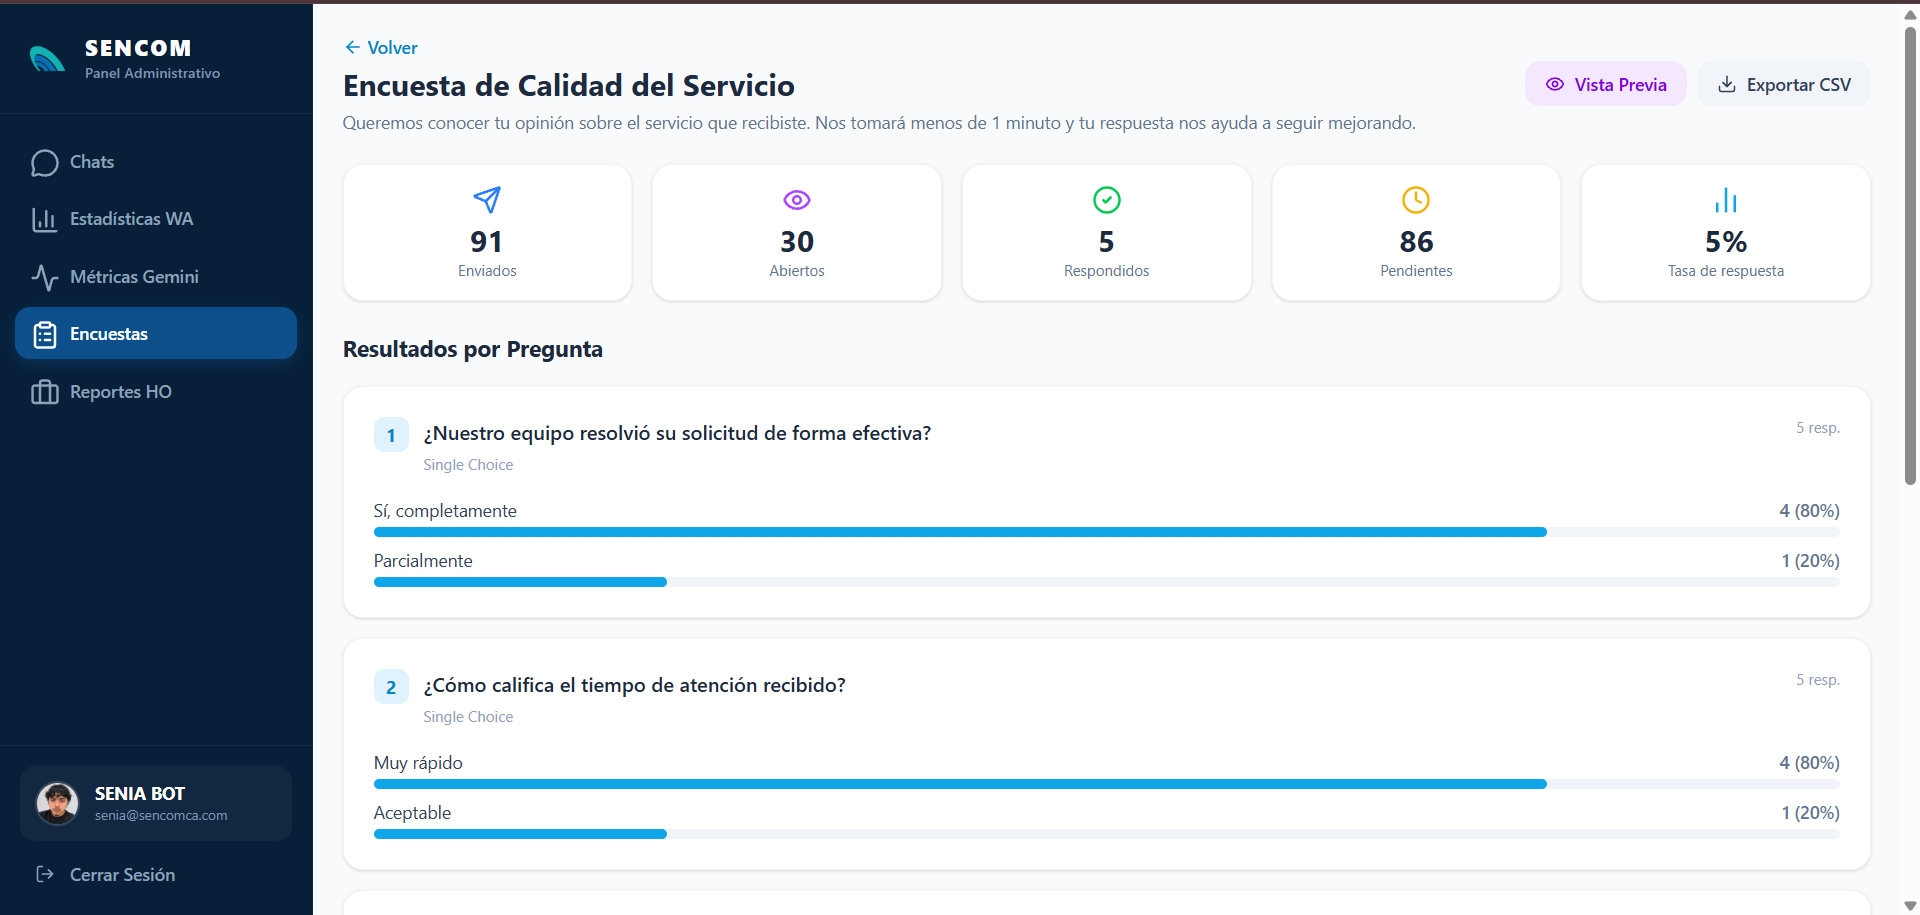 SENCOM
Panel Administrativo
Chats
Estadísticas WA
Métricas Gemini
Encuestas
Reportes HO
SENIA BOT
senia@sencomca.com
Cerrar Sesión
Volver
Encuesta de Calidad del Servicio
Queremos conocer tu opinión sobre el servicio que recibiste. Nos tomará menos de 1 minuto y tu respuesta nos ayuda a seguir mejorando.
Vista Previa
Exportar CSV
91
Enviados
30
Abiertos
5
Respondidos
86
Pendientes
5%
Tasa de respuesta
Resultados por Pregunta
1 ¿Nuestro equipo resolvió su solicitud de forma efectiva? 5 resp.
Single Choice
Sí, completamente 4 (80%)
Parcialmente 1 (20%)
2 ¿Cómo califica el tiempo de atención recibido? 5 resp.
Single Choice
Muy rápido 4 (80%)
Aceptable 1 (20%)